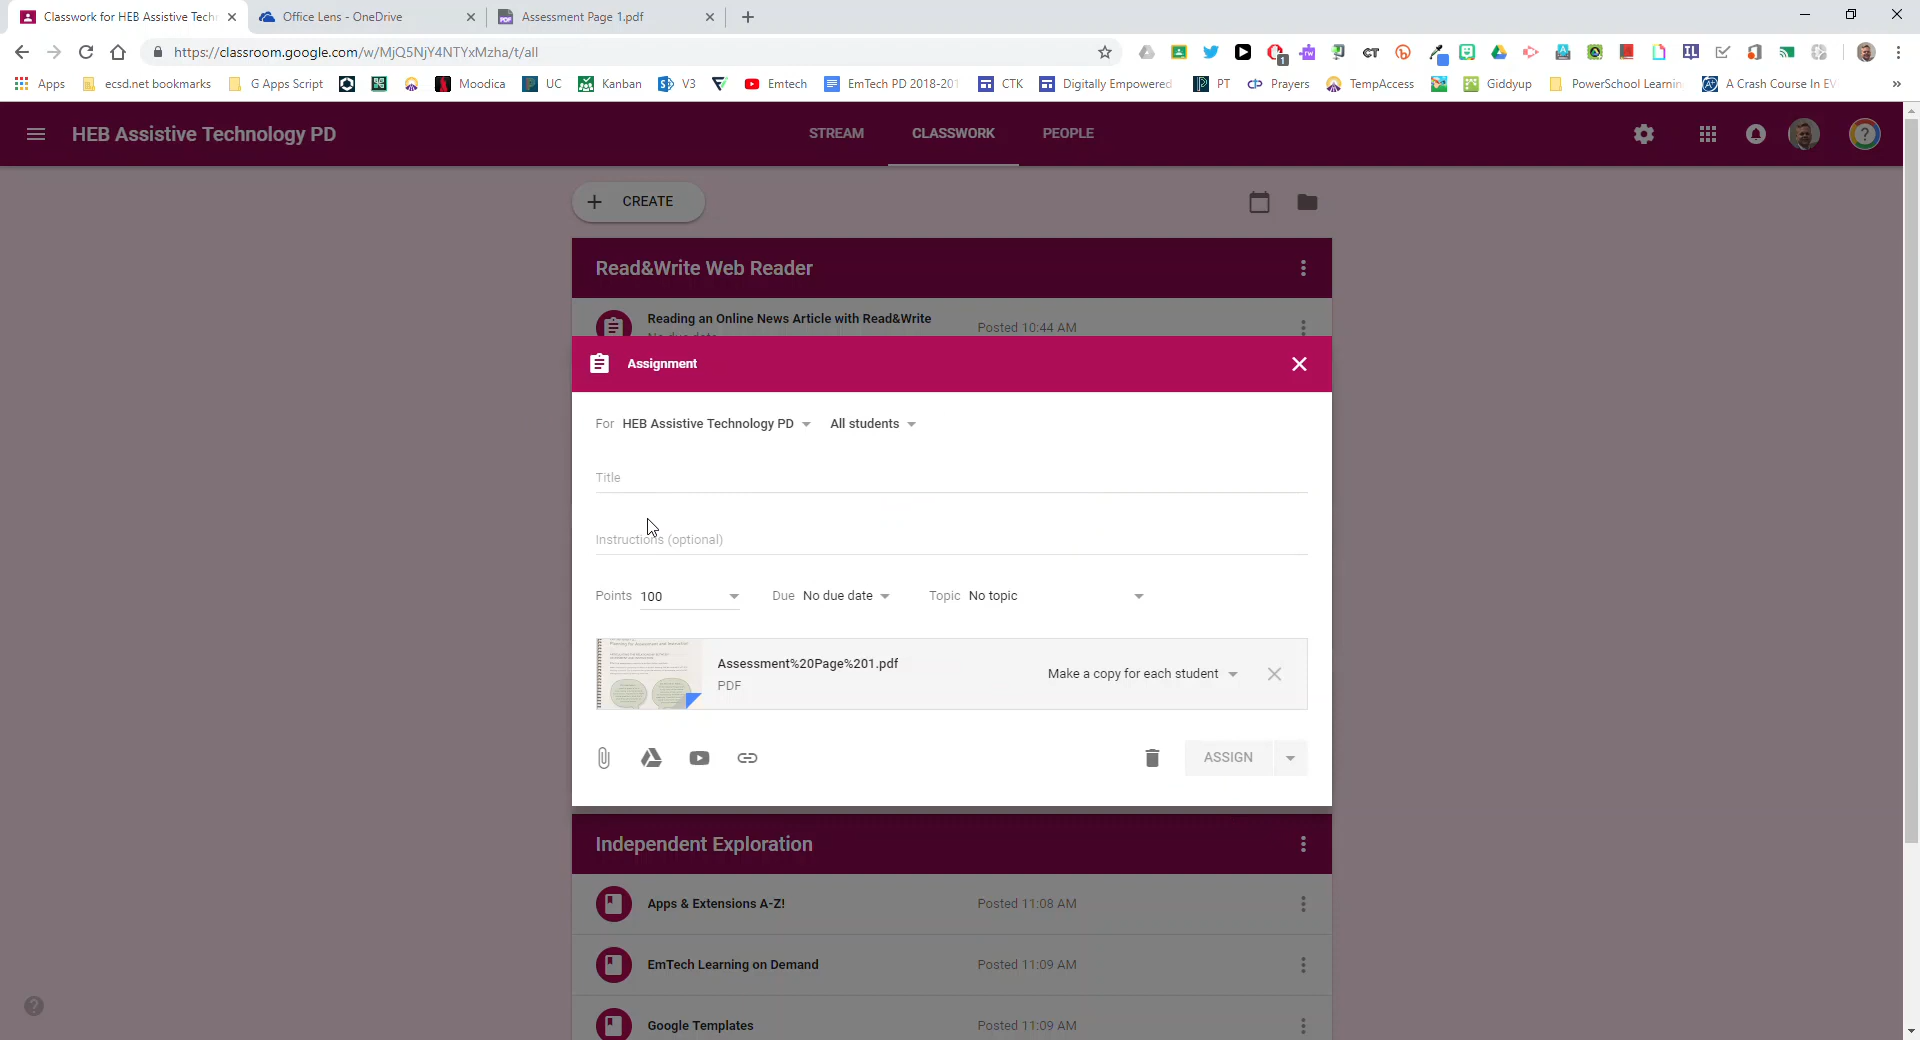 Classwork for HEB Assistive Techn
Office Lens - OneDrive
Assessment Page 1.pdf
https://classroom.google.com/w/MjQ5NjY4NTYxMzha/t/all
Apps
ecsd.net bookmarks
G Apps Script
Moodica
UC
Kanban
V3
Emtech
EmTech PD 2018-201
CTK
Digitally Empowered
PT
Prayers
TempAccess
Giddyup
PowerSchool Learnin
A Crash Course In EV
HEB Assistive Technology PD
STREAM
CLASSWORK
PEOPLE
CREATE
Read&Write Web Reader
Reading an Online News Article with Read&Write
Posted 10:44 AM
No due date
Assignment
For HEB Assistive Technology PD All students
Title
Instructions (optional)
Points 100 Due No due date Topic No topic
Assessment%20Page%201.pdf
PDF
Make a copy for each student
ASSIGN
Independent Exploration
Apps & Extensions A-Z!
Posted 11:08 AM
EmTech Learning on Demand
Posted 11:09 AM
Google Templates
Posted 11:09 AM